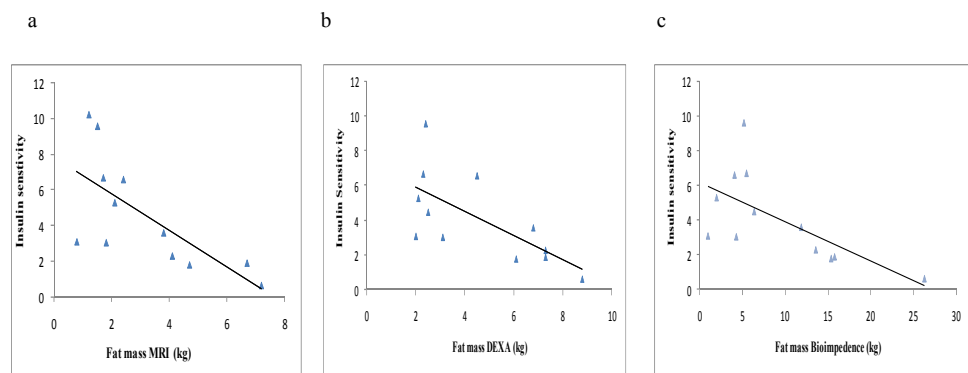 a
b
c
12
10
8
6
4
2
0
0 2 4 6 8
Insulin senstivity
Fat mass MRI (kg)
12
10
8
6
4
2
0
0 2 4 6 8 10
Insulin Sensitivity
Fat mass DEXA (kg)
12
10
8
6
4
2
0
0 5 10 15 20 25 30
Insulin sensitivity
Fat mass Bioimpedence (kg)